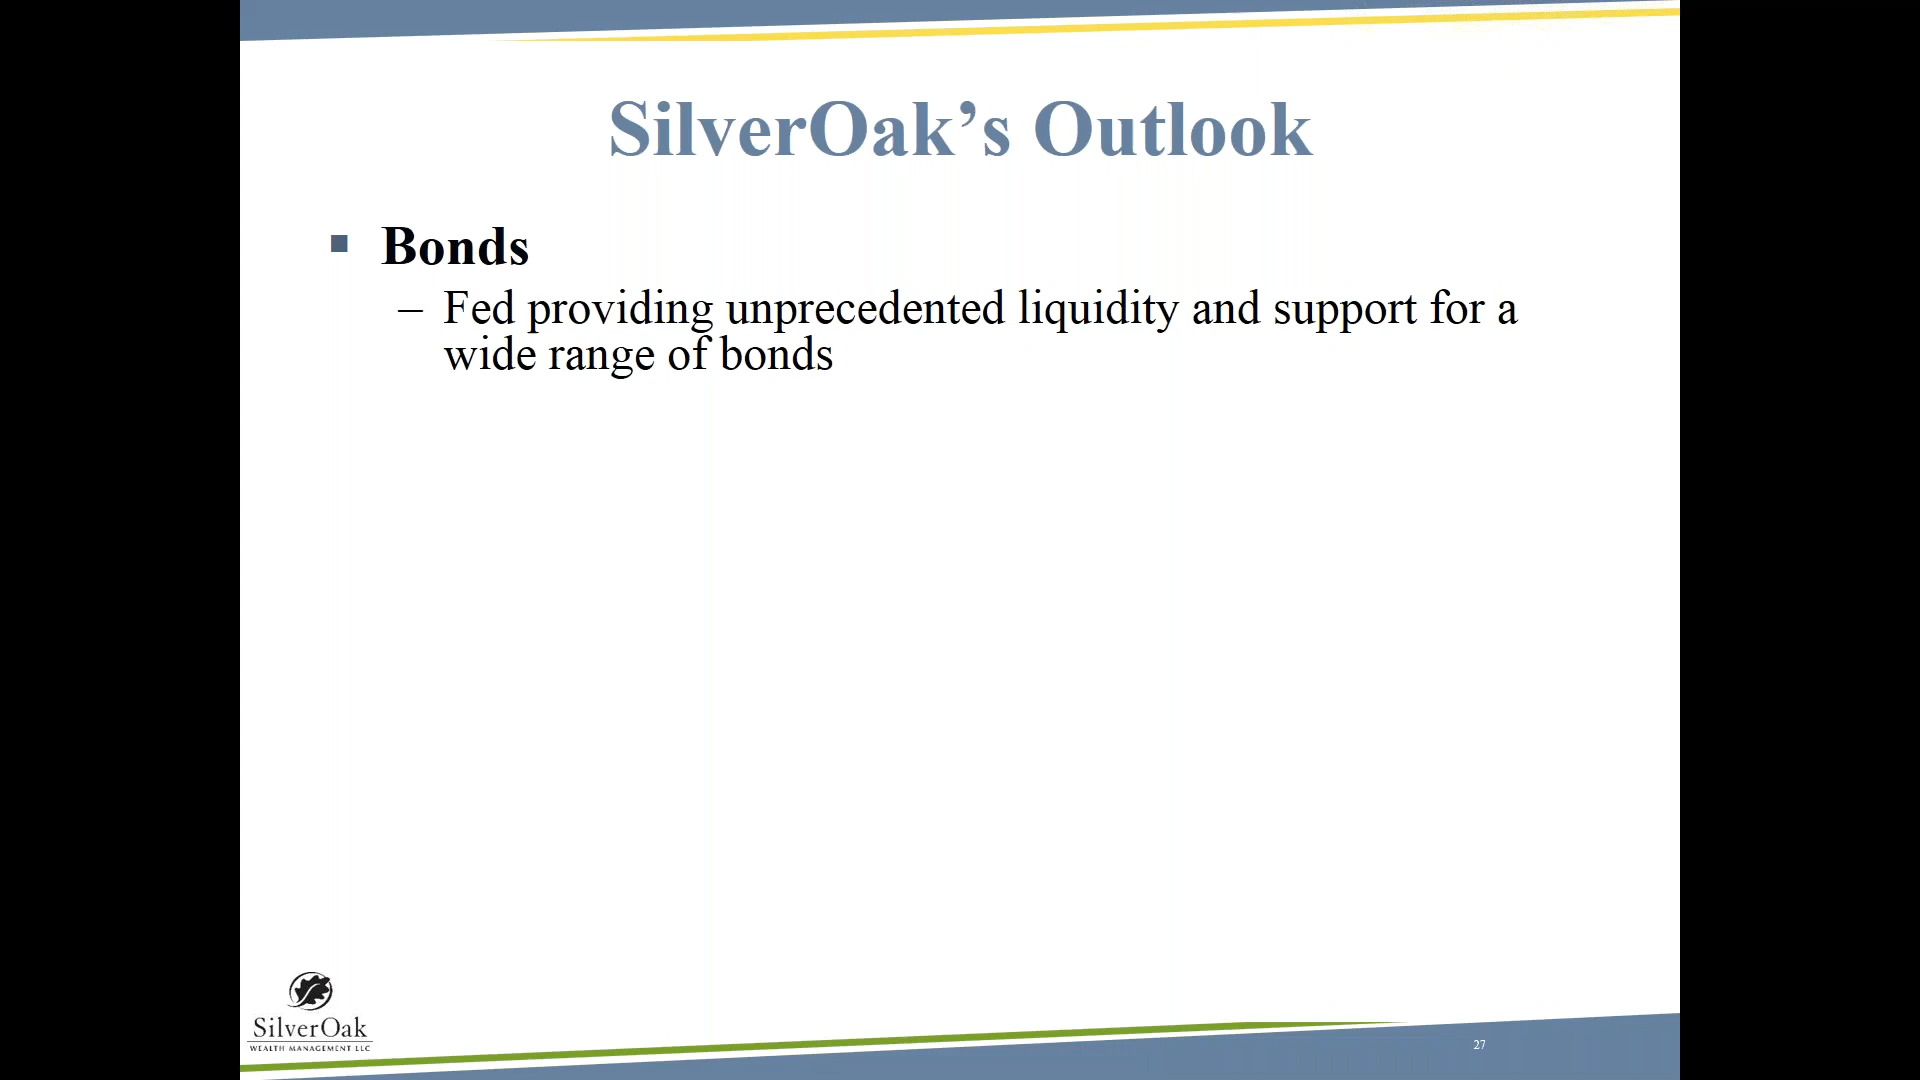 SilverOak’s Outlook
▪ Bonds
– Fed providing unprecedented liquidity and support for a
wide range of bonds
SilverOak
WEALTH MANAGEMENT LLC
27